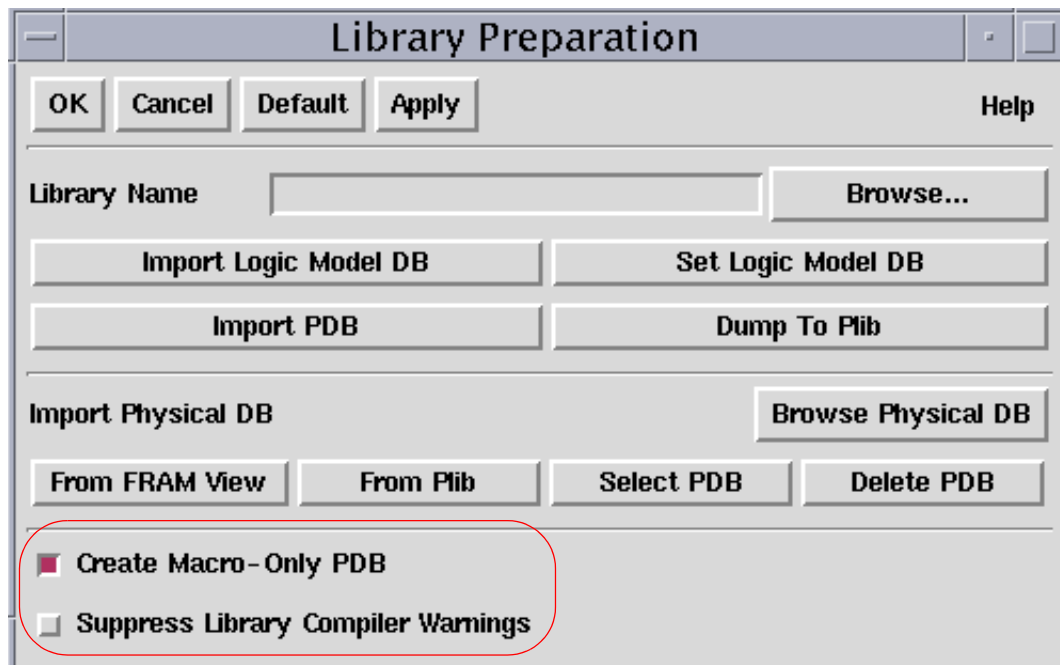 Library Preparation
OK Cancel Default Apply Help
Library Name Browse...
Import Logic Model DB Set Logic Model DB
Import PDB Dump To Plib
Import Physical DB Browse Physical DB
From FRAM View From Plib Select PDB Delete PDB
Create Macro-Only PDB
Suppress Library Compiler Warnings